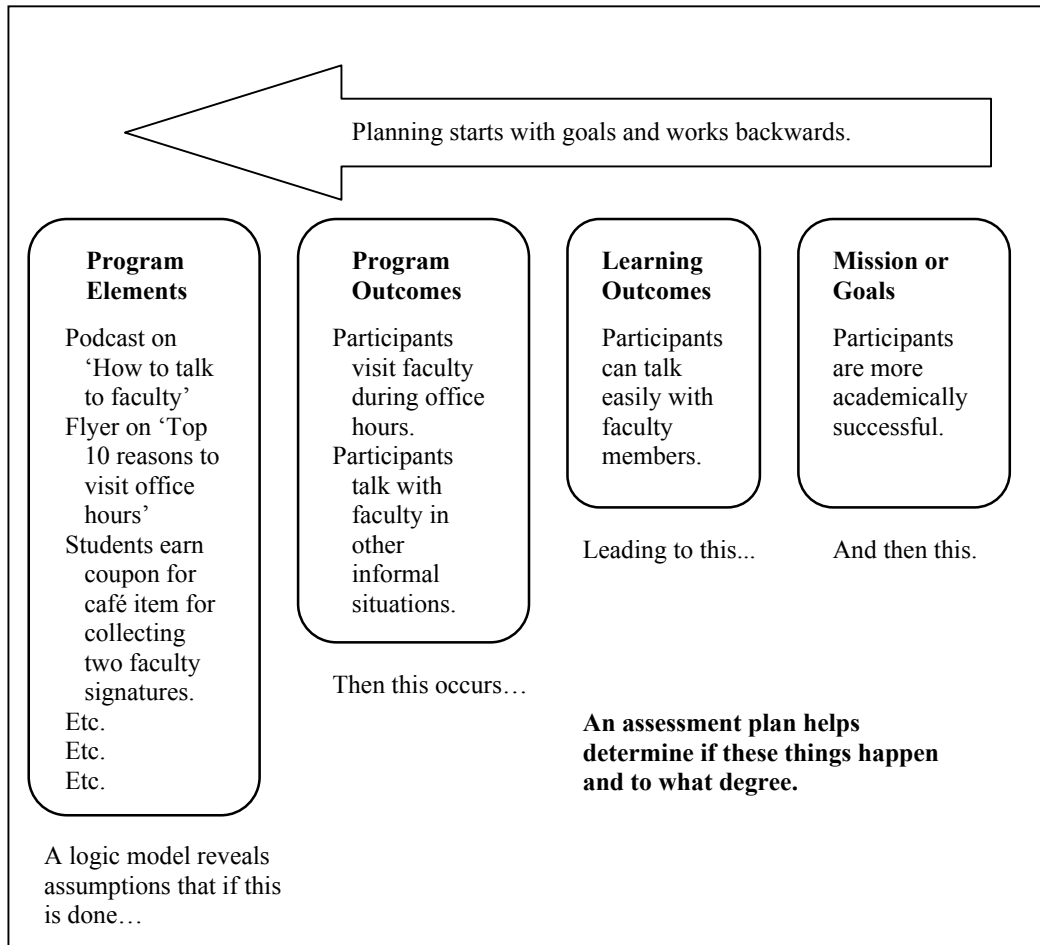 Planning starts with goals and works backwards.
Program
Elements
Podcast on
‘How to talk
to faculty’
Flyer on ‘Top
10 reasons to
visit office
hours’
Students earn
coupon for
café item for
collecting
two faculty
signatures.
Etc.
Etc.
Etc.
A logic model reveals
assumptions that if this
is done…
Program
Outcomes
Participants
visit faculty
during office
hours.
Participants
talk with
faculty in
other
informal
situations.
Then this occurs…
Learning
Outcomes
Participants
can talk
easily with
faculty
members.
Leading to this...
Mission or
Goals
Participants
are more
academically
successful.
And then this.
An assessment plan helps
determine if these things happen
and to what degree.